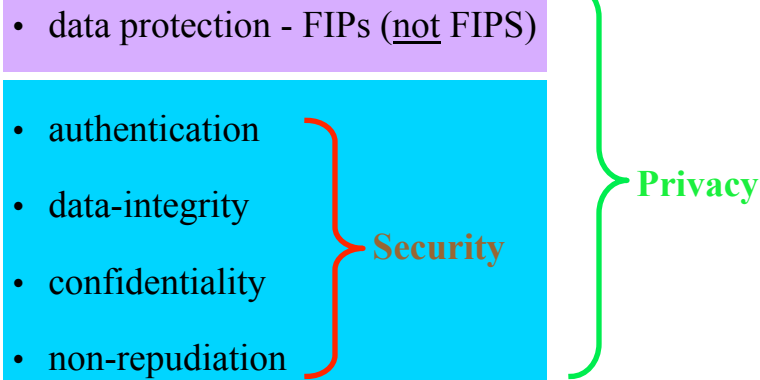 • data protection - FIPs (not FIPS)
• authentication
• data-integrity
• confidentiality
• non-repudiation
Security
Privacy